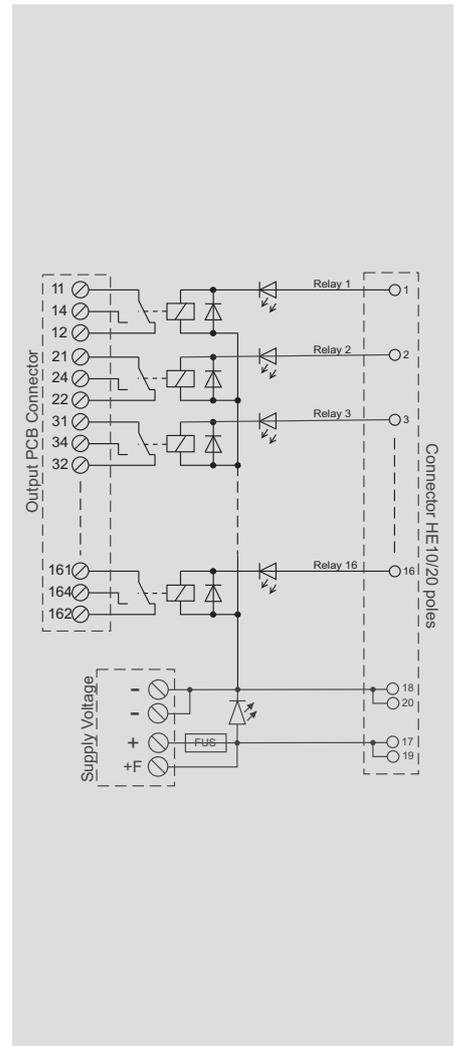 Output PCB Connector
11
14
12
21
24
22
31
34
32
161
164
162
Relay 1
Relay 2
Relay 3
Relay 16
1
2
3
16
18
20
17
19
Connector HE10/20 poles
Supply Voltage
-
-
+
+F
FUS